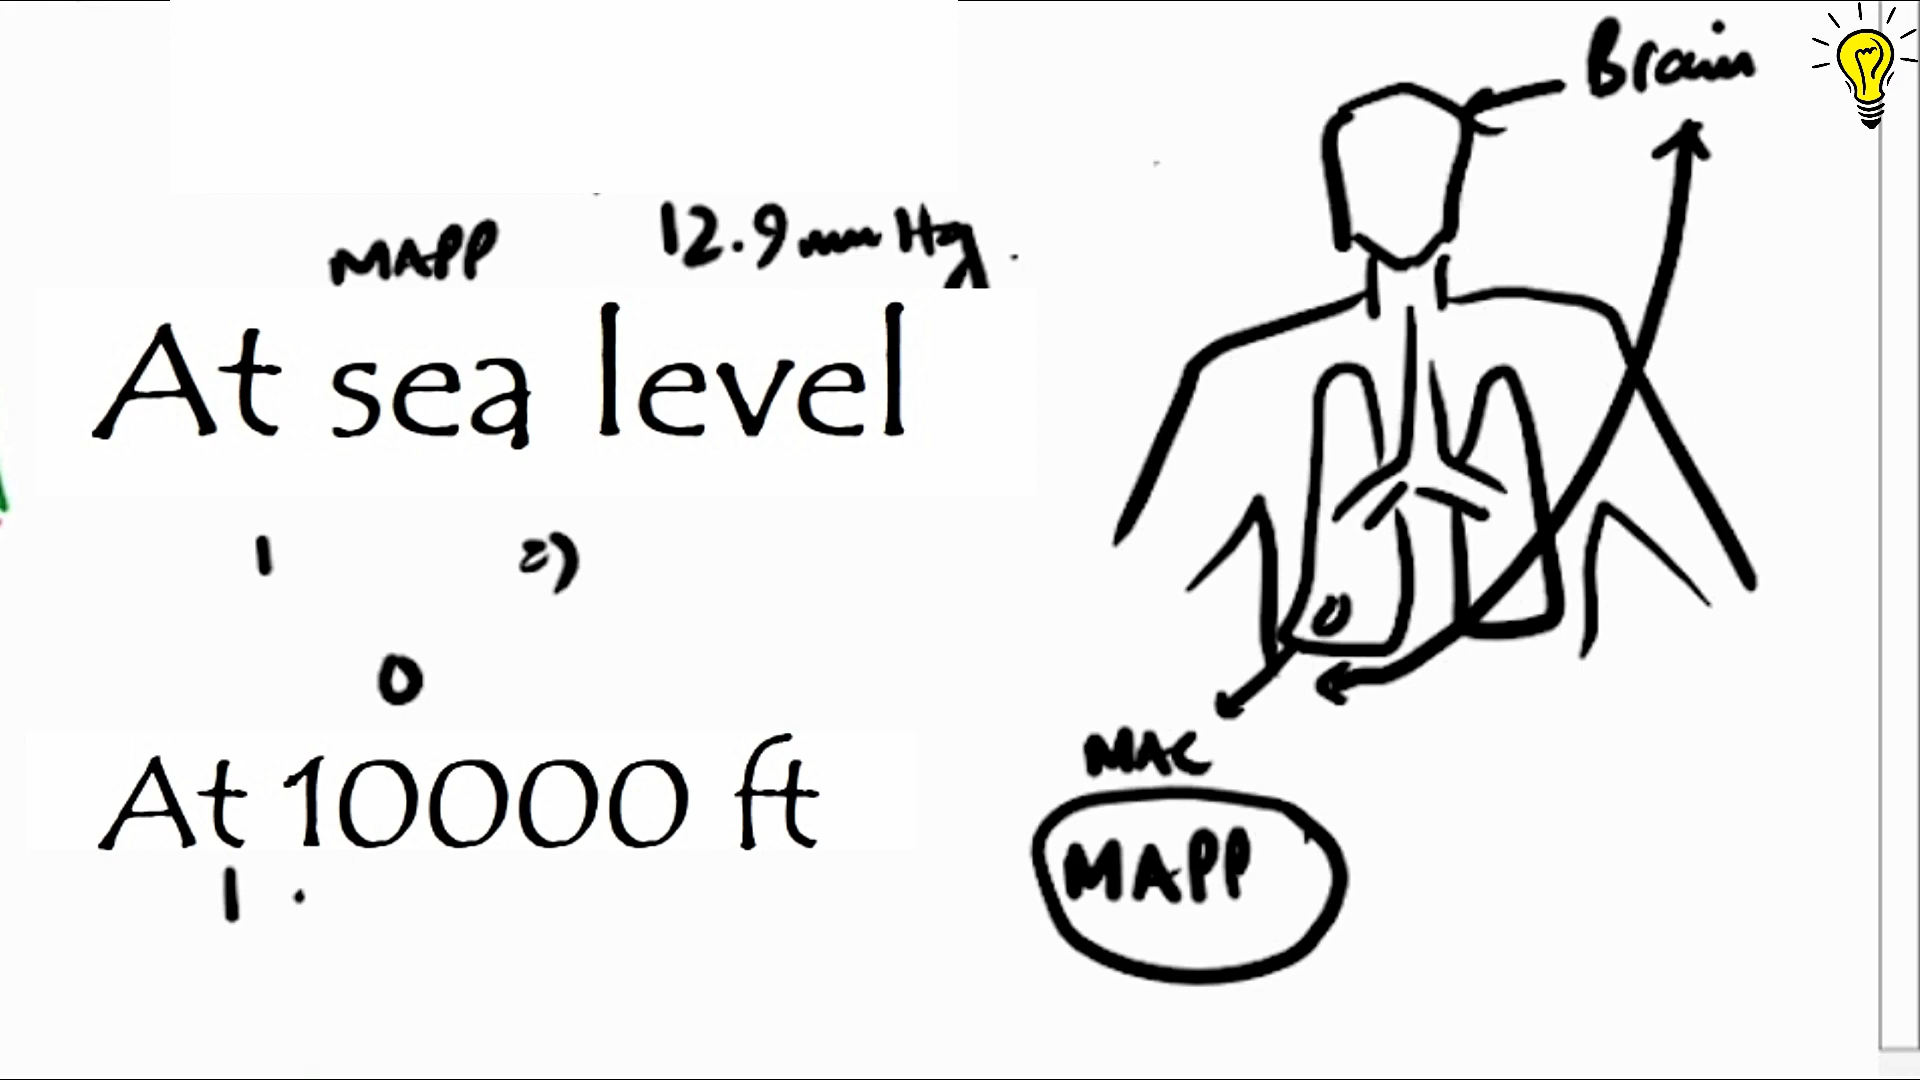 Brain
MAPP 12.9 mm Hg.
At sea level
1
0
At 10000 ft
1 .
MAC
MAPP